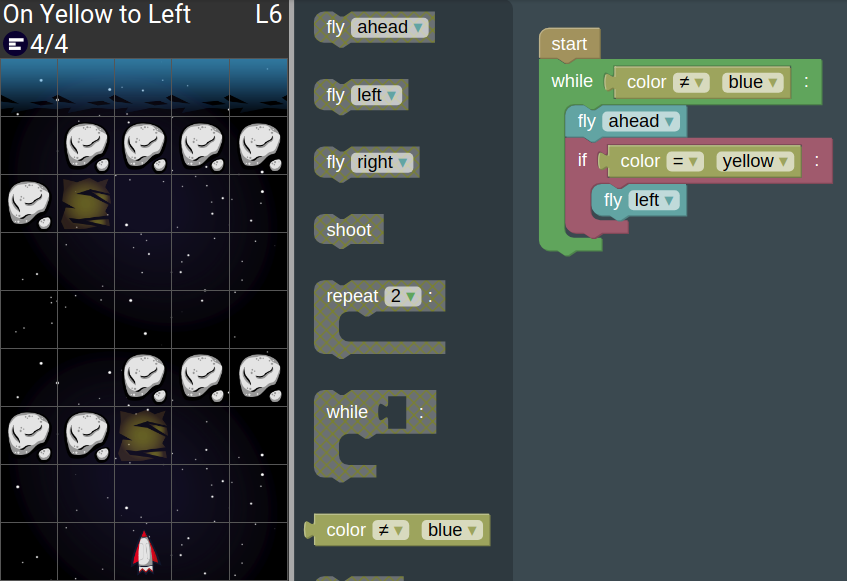 On Yellow to Left L6
4/4
fly ahead ▾
fly left ▾
fly right ▾
shoot
repeat 2 ▾ :
while :
color ≠ ▾ blue ▾
start
while color ≠ ▾ blue ▾ :
fly ahead ▾
if color = ▾ yellow ▾ :
fly left ▾